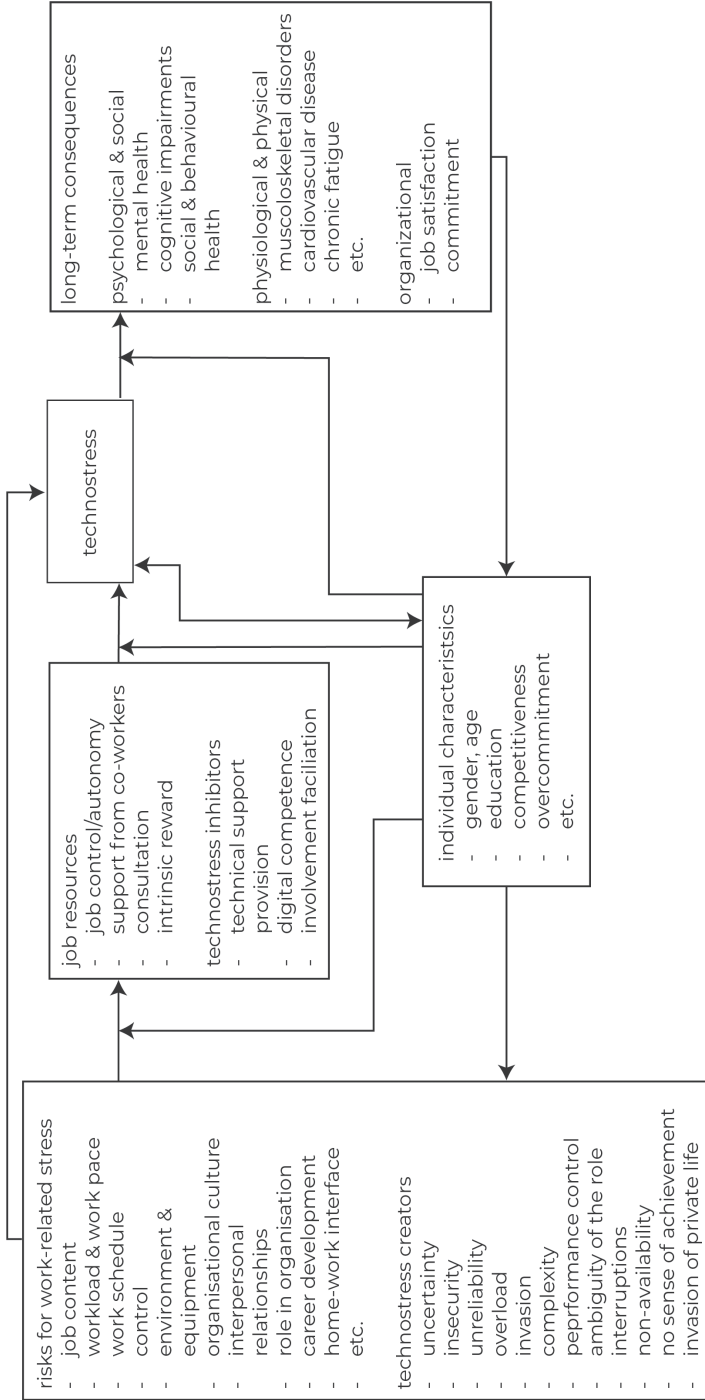 risks for work-related stress
- job content
- workload & work pace
- work schedule
- control
- environment &
equipment
- organisational culture
- interpersonal
relationships
- role in organisation
- career development
- home-work interface
- etc.
technostress creators
- uncertainty
- insecurity
- unreliability
- overload
- invasion
- complexity
- peprformance control
- ambiguity of the role
- interruptions
- non-availability
- no sense of achievement
- invasion of private life
job resources
- job control/autonomy
- support from co-workers
- consultation
- intrinsic reward
technostress inhibitors
- technical support
provision
- digital competence
- involvement faciliation
technostress
individual characteristsics
- gender, age
- education
- competitiveness
- overcommitment
- etc.
long-term consequences
psychological & social
- mental health
- cognitive impairments
- social & behavioural
health
physiological & physical
- muscoloskeletal disorders
- cardiovascular disease
- chronic fatigue
- etc.
organizational
- job satisfaction
- commitment